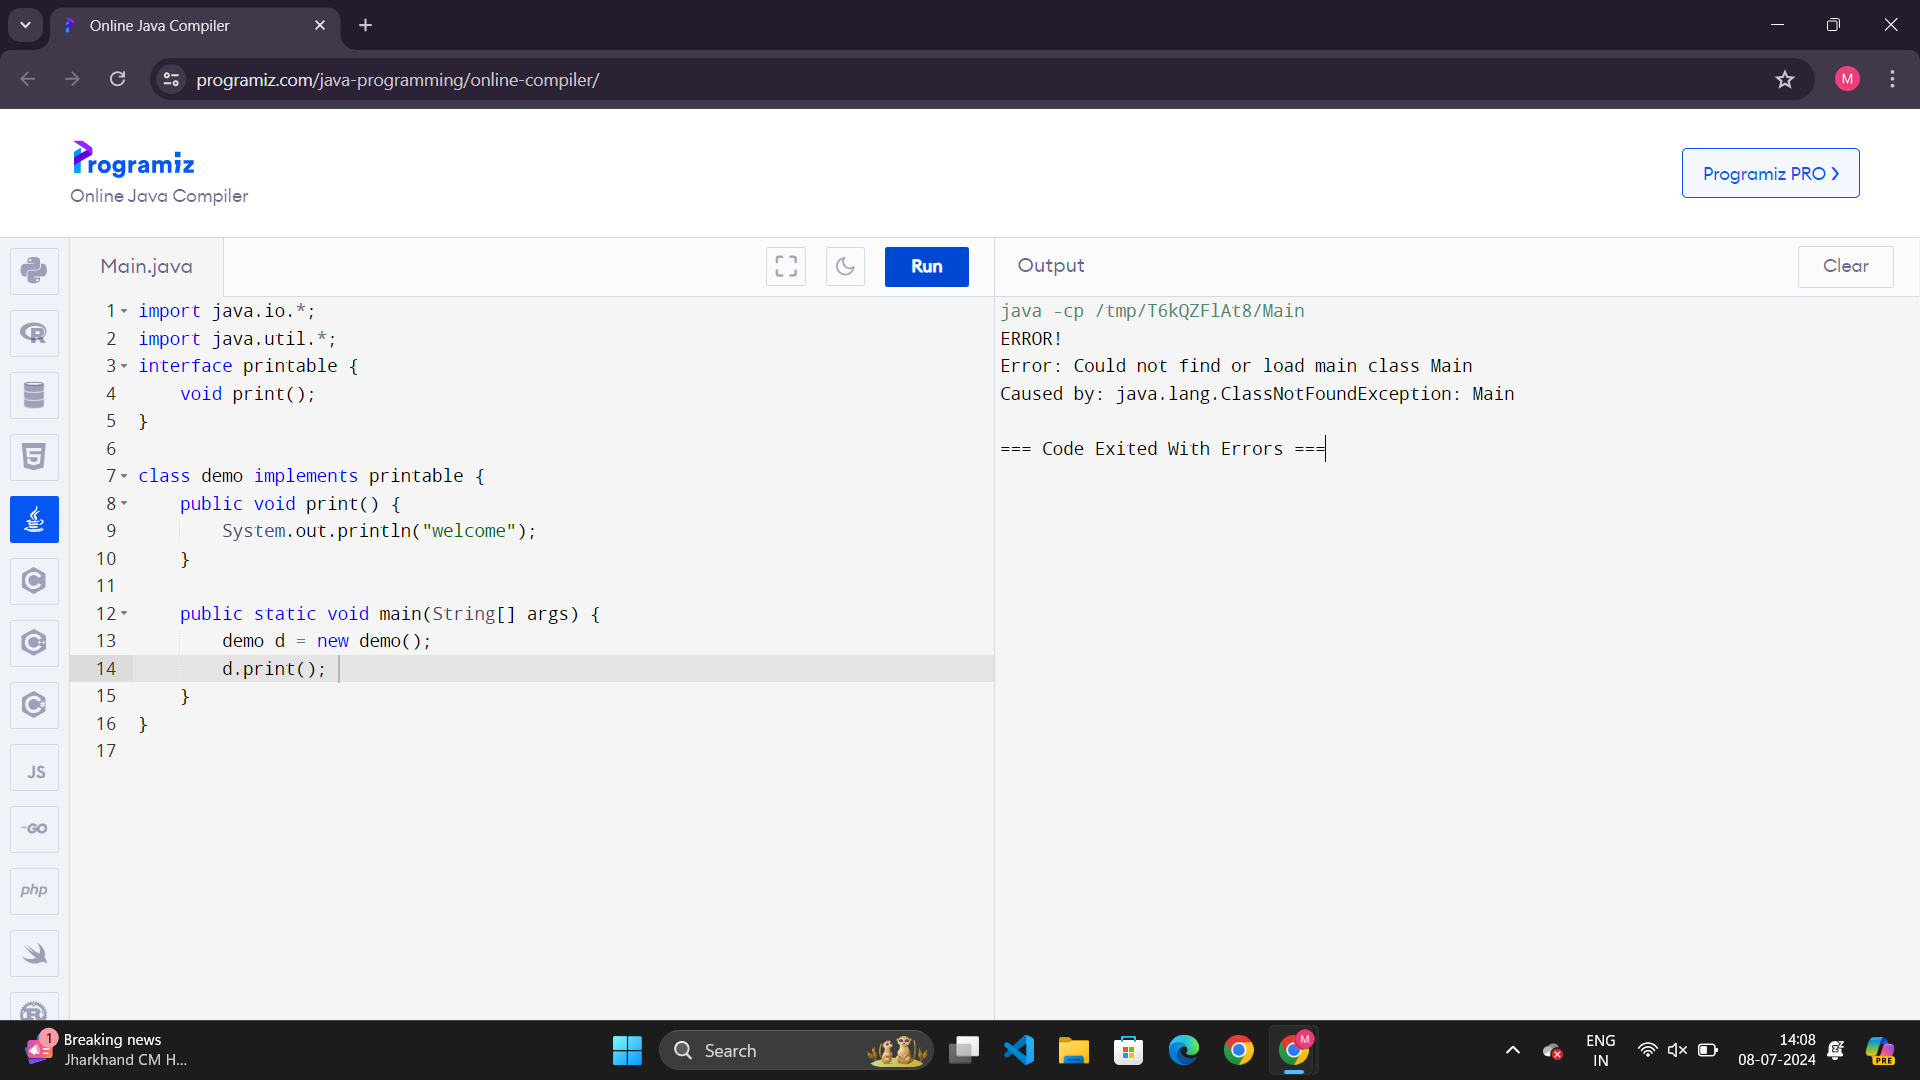 Online Java Compiler
programiz.com/java-programming/online-compiler/
M
Programiz
Online Java Compiler
Programiz PRO
Main.java
Run
Output
Clear
1 import java.io.*;
2 import java.util.*;
3 interface printable {
4 void print();
5 }
6
7 class demo implements printable {
8 public void print() {
9 System.out.println("welcome");
10 }
11
12 public static void main(String[] args) {
13 demo d = new demo();
14 d.print();
15 }
16 }
17
java -cp /tmp/T6kQZFlAt8/Main
ERROR!
Error: Could not find or load main class Main
Caused by: java.lang.ClassNotFoundException: Main
=== Code Exited With Errors ===
R
5
C
C
C
JS
GO
php
R
1
Breaking news
Jharkhand CM H...
Search
M
ENG
IN
14:08
08-07-2024
PRE